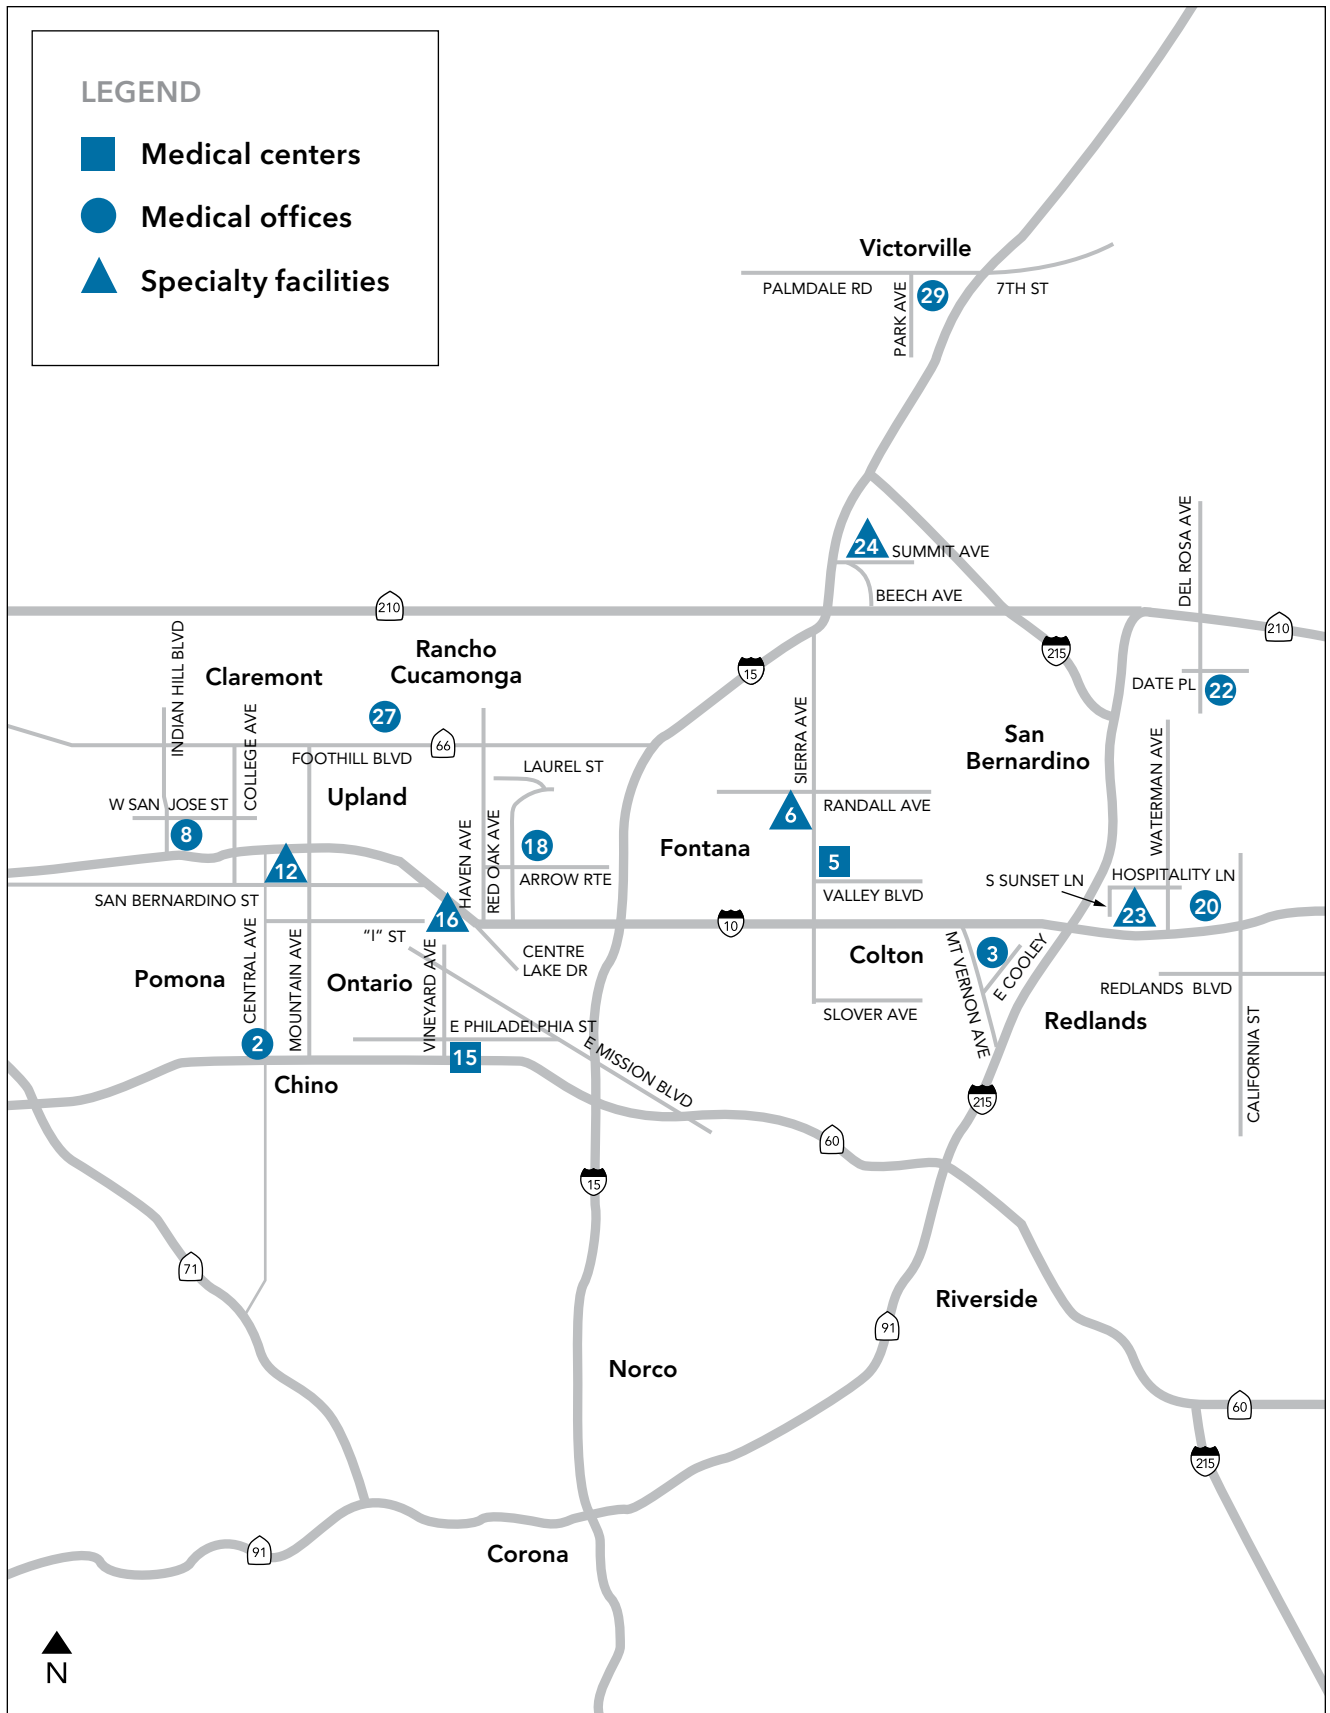 LEGEND
Medical centers
Medical offices
Specialty facilities
Victorville
PALMDALE RD
PARK AVE
29
7TH ST
24
SUMMIT AVE
BEECH AVE
DEL ROSA AVE
210
210
215
15
INDIAN HILL BLVD
Claremont
Rancho
Cucamonga
27
COLLEGE AVE
66
FOOTHILL BLVD
DATE PL
22
SIERRA AVE
San
Bernardino
WATERMAN AVE
LAUREL ST
Upland
W SAN JOSE ST
8
RANDALL AVE
6
HAVEN AVE
RED OAK AVE
18
Fontana
5
12
ARROW RTE
VALLEY BLVD
S SUNSET LN
HOSPITALITY LN
SAN BERNARDINO ST
16
23
20
10
"I" ST
CENTRE
LAKE DR
CENTRAL AVE
MOUNTAIN AVE
Pomona
Ontario
VINEYARD AVE
Colton
MT VERNON AVE
3
E COOLEY
REDLANDS BLVD
SLOVER AVE
Redlands
E PHILADELPHIA ST
2
15
E MISSION BLVD
Chino
CALIFORNIA ST
215
60
15
71
Riverside
91
Norco
60
215
91
Corona
N